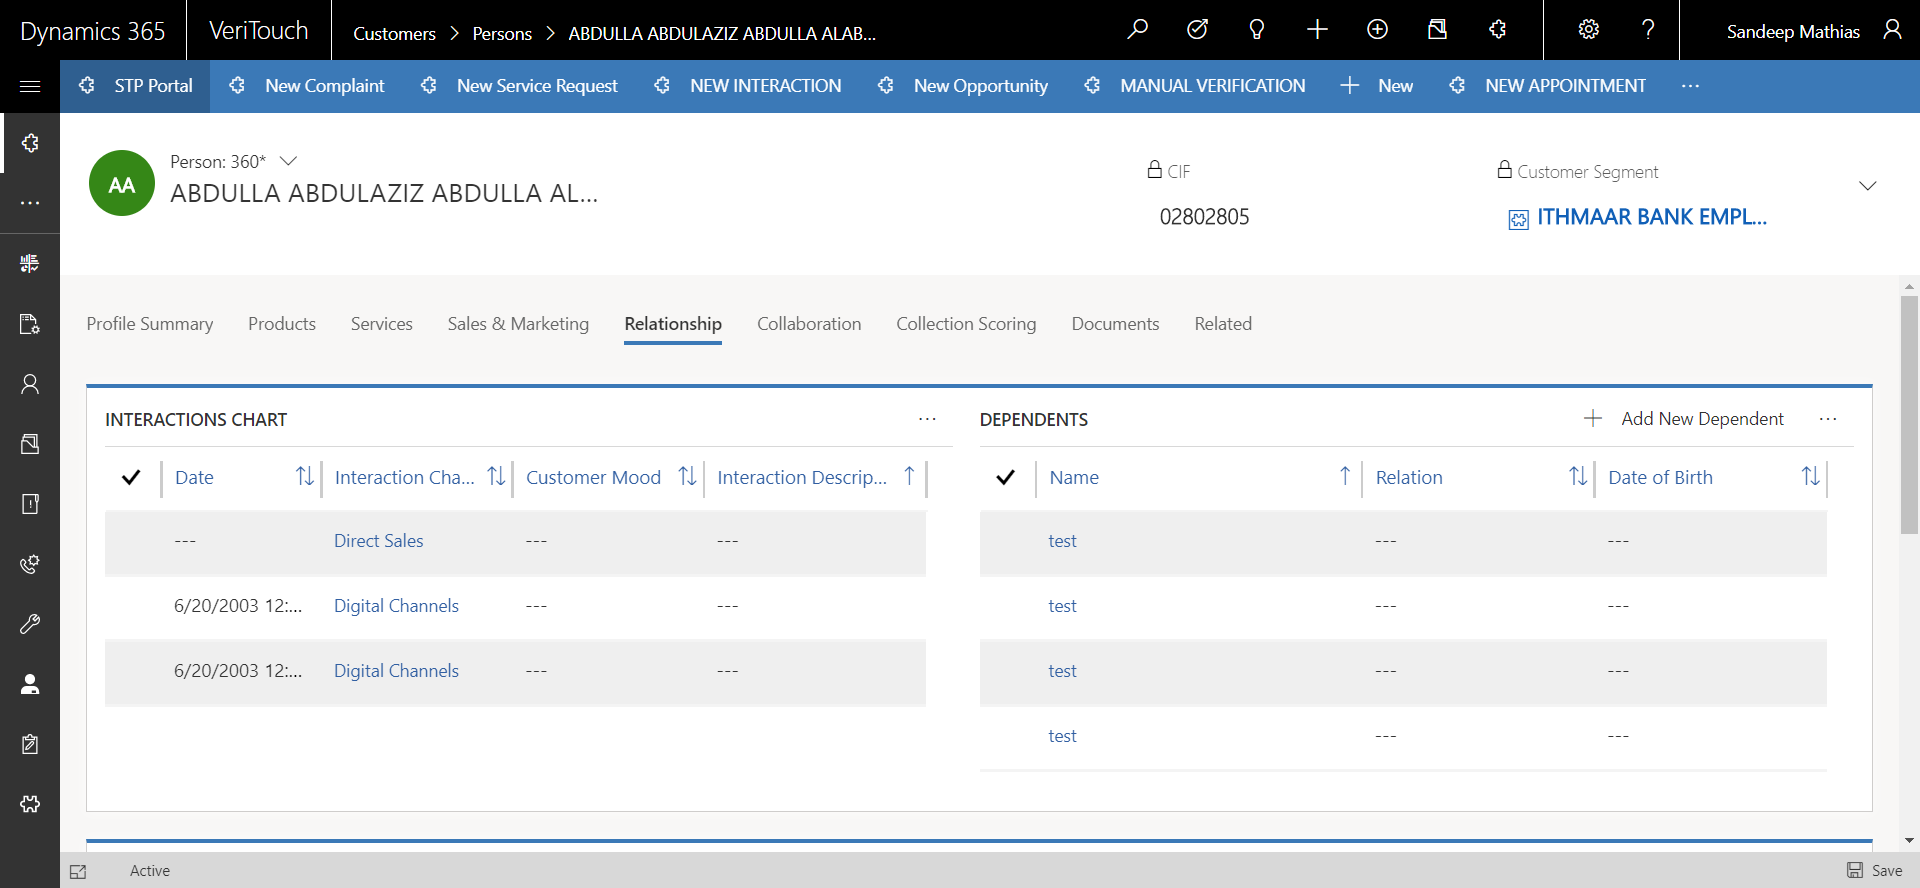 Dynamics 365 VeriTouch Customers > Persons > ABDULLA ABDULAZIZ ABDULLA ALAB... Sandeep Mathias
STP Portal New Complaint New Service Request NEW INTERACTION New Opportunity MANUAL VERIFICATION New NEW APPOINTMENT ...
AA
Person: 360*
ABDULLA ABDULAZIZ ABDULLA AL...
CIF
02802805
Customer Segment
ITHMAAR BANK EMPL...
Profile Summary Products Services Sales & Marketing Relationship Collaboration Collection Scoring Documents Related
INTERACTIONS CHART ...
Date Interaction Cha... Customer Mood Interaction Descrip...
--- Direct Sales --- ---
6/20/2003 12:... Digital Channels --- ---
6/20/2003 12:... Digital Channels --- ---
DEPENDENTS Add New Dependent ...
Name Relation Date of Birth
test --- ---
test --- ---
test --- ---
test --- ---
Active Save